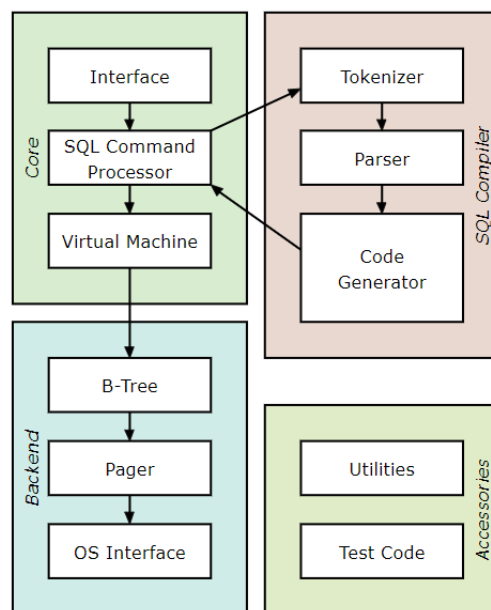 Core
Interface
SQL Command
Processor
Virtual Machine
SQL Compiler
Tokenizer
Parser
Code
Generator
Backend
B-Tree
Pager
OS Interface
Accessories
Utilities
Test Code